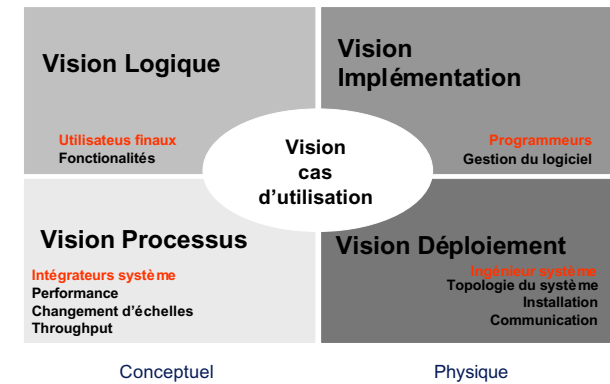 Vision Logique
Utilisateus finaux
Fonctionalités
Vision
Implémentation
Programmeurs
Gestion du logiciel
Vision
cas
d'utilisation
Vision Processus
Intégrateurs système
Performance
Changement d'échelles
Throughput
Vision Déploiement
Ingénieur système
Topologie du système
Installation
Communication
Conceptuel
Physique